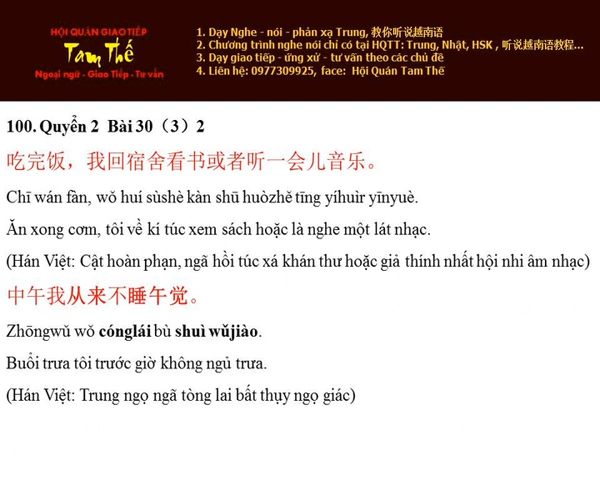 HỘI QUÁN GIAO TIẾP
Tam Thế
Ngoại ngữ - Giao Tiếp - Tư vấn
1. Dạy Nghe - nói - phản xạ Trung, 教你听说越南语
2. Chương trình nghe nói chỉ có tại HQTT: Trung, Nhật, HSK , 听说越南语教程...
3. Dạy giao tiếp - ứng xử - tư vấn theo các chủ đề
4. Liên hệ: 0977309925, face: Hội Quán Tam Thế
100. Quyển 2 Bài 30（3）2
吃完饭，我回宿舍看书或者听一会儿音乐。
Chī wán fàn, wǒ huí sùshè kàn shū huòzhě tīng yíhuìr yīnyuè.
Ăn xong cơm, tôi về kí túc xem sách hoặc là nghe một lát nhạc.
(Hán Việt: Cật hoàn phạn, ngã hồi túc xá khán thư hoặc giả thính nhất hội nhi âm nhạc)
中午我从来不睡午觉。
Zhōngwǔ wǒ cónglái bù shuì wǔjiào.
Buổi trưa tôi trước giờ không ngủ trưa.
(Hán Việt: Trung ngọ ngã tòng lai bất thụy ngọ giác)